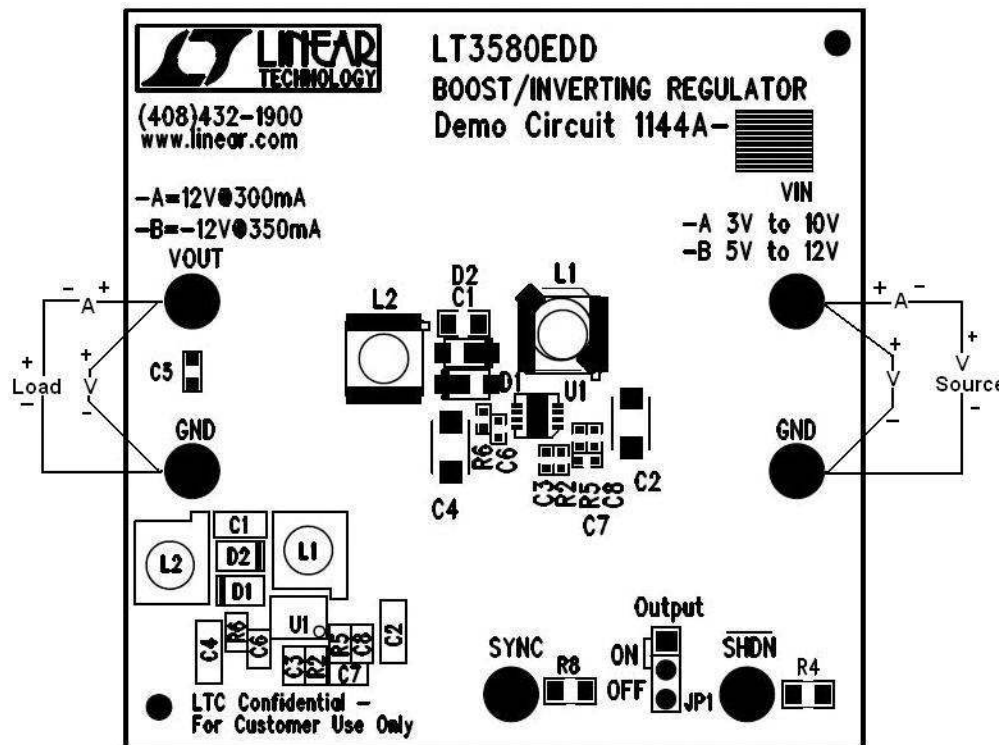 LT LINEAR
TECHNOLOGY
(408)432-1900
www.linear.com
LT3580EDD
BOOST/INVERTING REGULATOR
Demo Circuit 1144A-
-A=12V@300mA
-B=-12V@350mA
VOUT
VIN
-A 3V to 10V
-B 5V to 12V
- A +
+
V
-
+
Load
-
C5
GND
L2
D2
C1
L1
D1
U1
R6
C6
C4
C3
R2
R5
C8
C7
C2
+ A -
+
V
-
+
V
Source
-
GND
L2
C1
D2
D1
L1
U1
C4
R6
C6
C3
R2
R5
C8
C7
C2
LTC Confidential -
For Customer Use Only
SYNC
R8
Output
ON
OFF
JP1
SHDN
R4